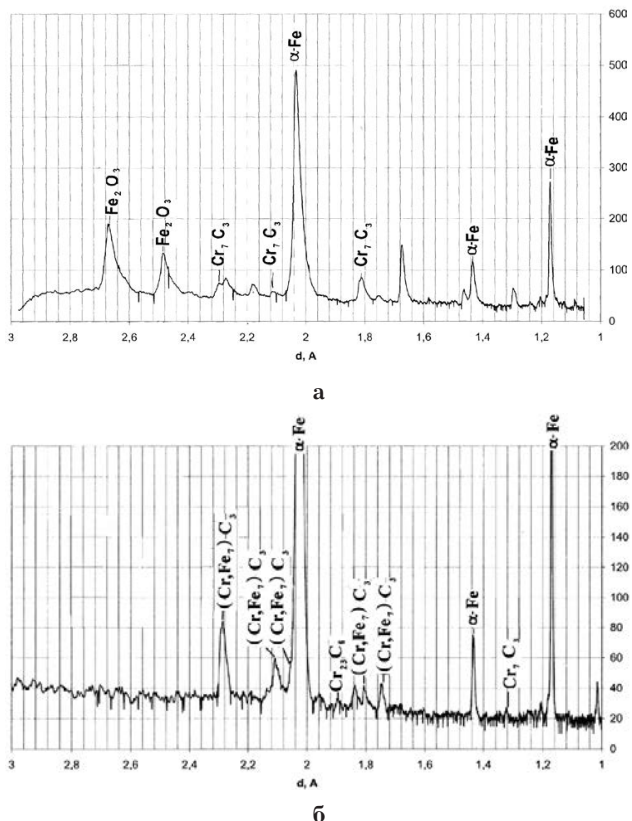 600
500
400
300
200
100
0
α-Fe
Fe₂O₃
Fe₂O₃
Cr₇C₃
Cr₇C₃
Cr₇C₃
α-Fe
α-Fe
3 2,8 2,6 2,4 2,2 2 1,8 1,6 1,4 1,2 1
d, A
а
200
180
160
140
120
100
80
60
40
20
0
α-Fe
α-Fe
(Cr,Fe₇)-C₃
(Cr,Fe₇)-C₃
(Cr,Fe₇)-C₃
Cr₂₃C₆
(Cr,Fe₇)-C₃
(Cr,Fe₇)-C₃
α-Fe
Cr₇C₃
3 2,8 2,6 2,4 2,2 2 1,8 1,6 1,4 1,2 1
d, A
б